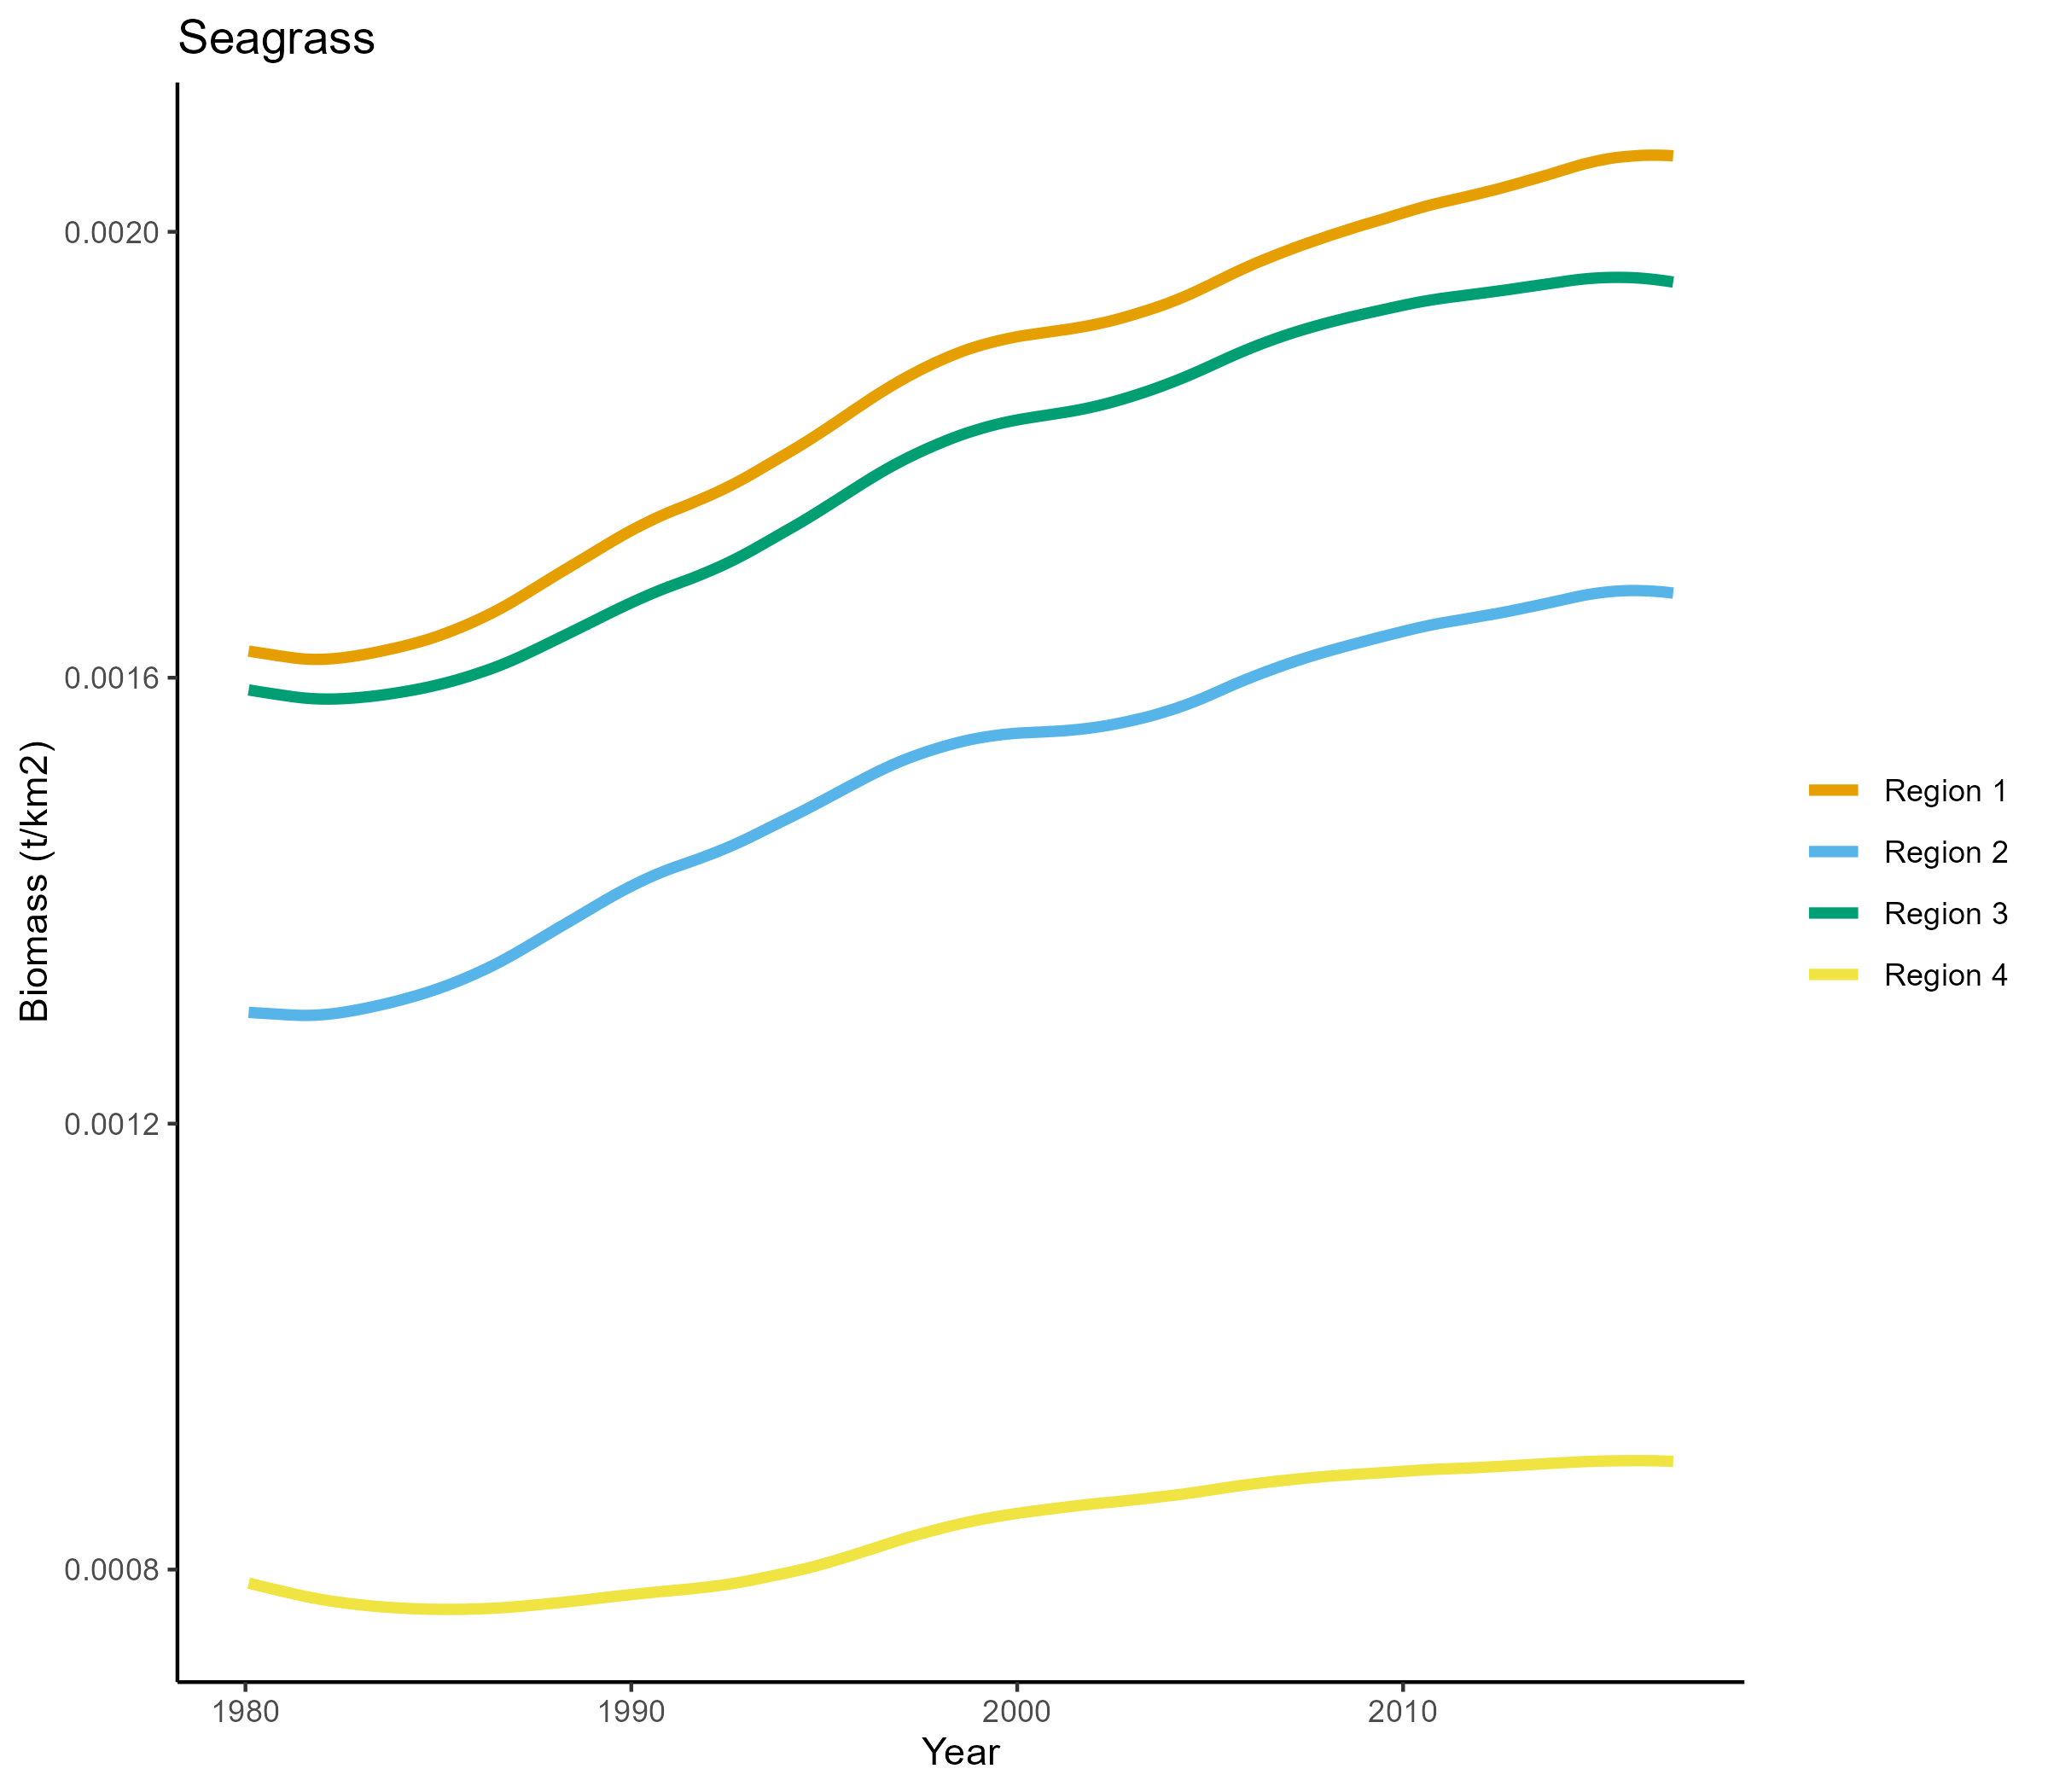 Seagrass
0.0020
0.0016
0.0012
0.0008
Biomass (t/km2)
1980 1990 2000 2010
Year
Region 1
Region 2
Region 3
Region 4